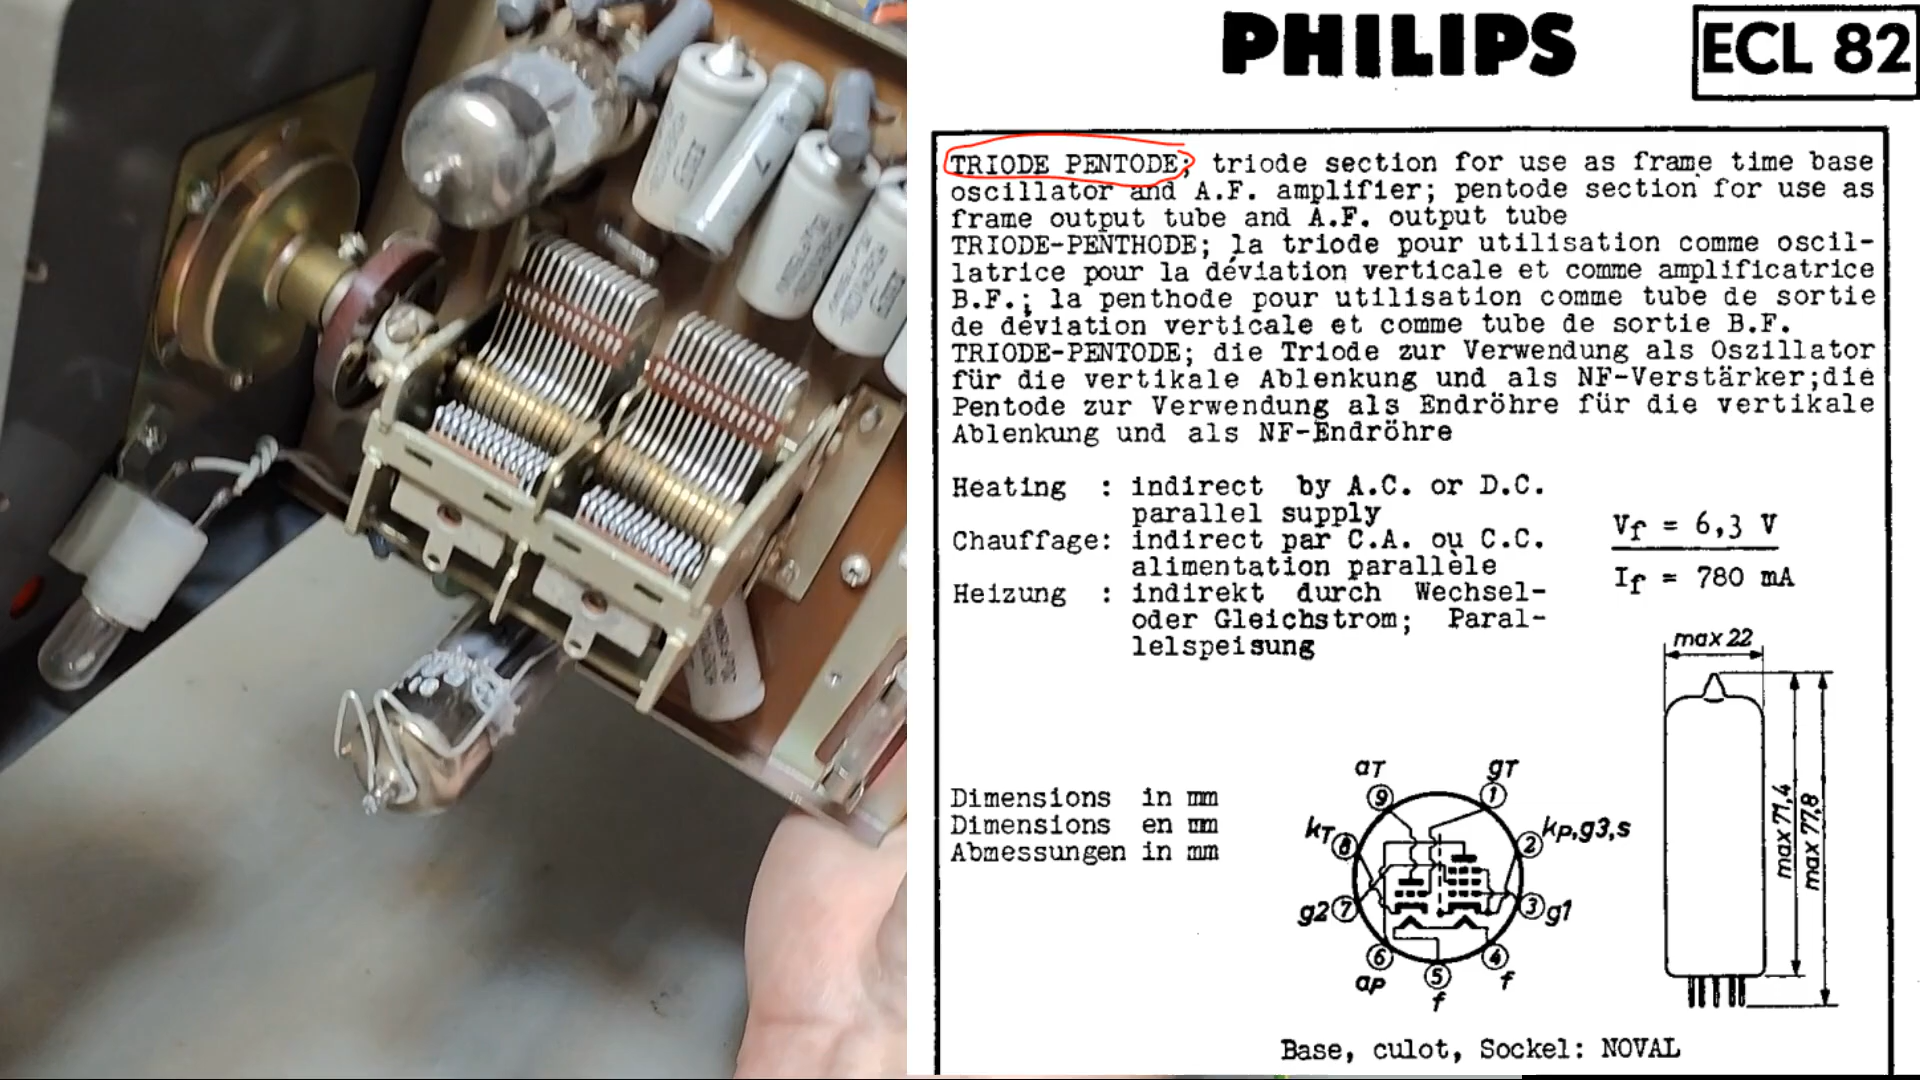 PHILIPS
ECL 82
TRIODE PENTODE; triode section for use as frame time base
oscillator and A.F. amplifier; pentode section for use as
frame output tube and A.F. output tube
TRIODE-PENTHODE; la triode pour utilisation comme oscil-
latrice pour la déviation verticale et comme amplificatrice
B.F.; la penthode pour utilisation comme tube de sortie
de déviation verticale et comme tube de sortie B.F.
TRIODE-PENTODE; die Triode zur Verwendung als Oszillator
für die vertikale Ablenkung und als NF-Verstärker;die
Pentode zur Verwendung als Endröhre für die vertikale
Ablenkung und als NF-Endröhre
Heating : indirect by A.C. or D.C.
parallel supply
Chauffage: indirect par C.A. ou C.C.
alimentation parallèle
Heizung : indirekt durch Wechsel-
oder Gleichstrom; Paral-
lelspeisung
Vf = 6,3 V
If = 780 mA
max 22
max 71,4
max 77,8
Dimensions in mm
Dimensions en mm
Abmessungen in mm
aT
gT
9
1
kT
8
2
kP,g3,s
g2
7
3
g1
6
4
aP
5
f
f
Base, culot, Sockel: NOVAL